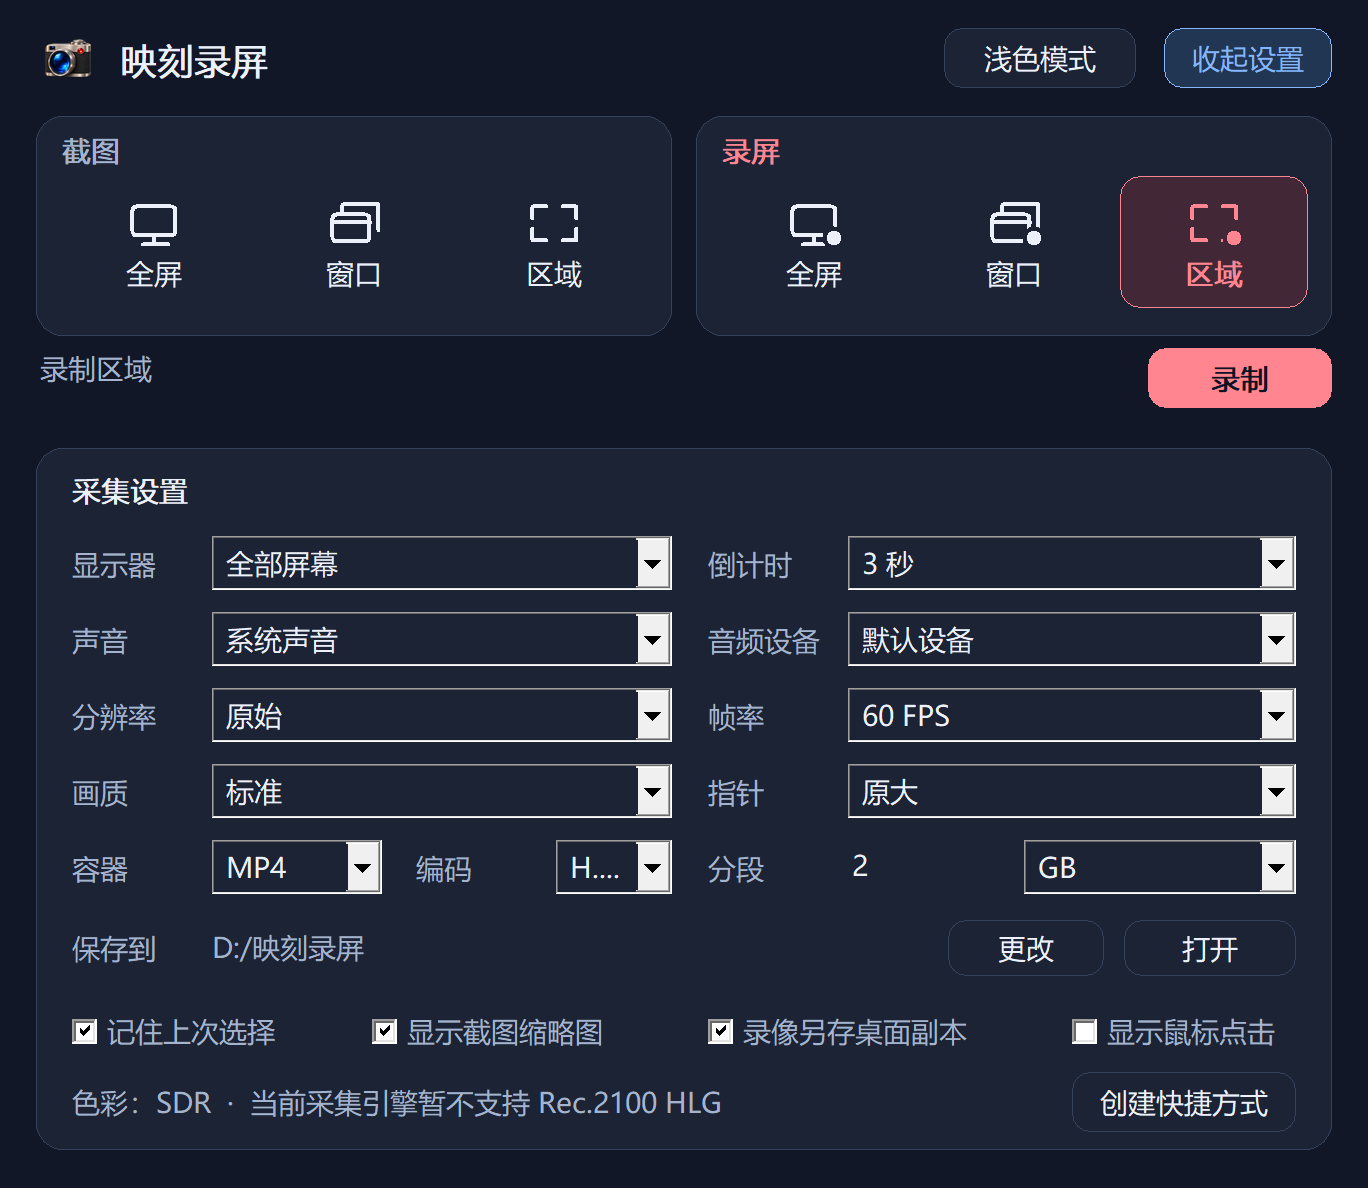 映刻录屏
浅色模式
收起设置
截图
全屏
窗口
区域
录屏
全屏
窗口
区域
录制区域
录制
采集设置
显示器 全部屏幕 倒计时 3 秒
声音 系统声音 音频设备 默认设备
分辨率 原始 帧率 60 FPS
画质 标准 指针 原大
容器 MP4 编码 H.... 分段 2 GB
保存到 D:/映刻录屏 更改 打开
记住上次选择 显示截图缩略图 录像另存桌面副本 显示鼠标点击
色彩：SDR · 当前采集引擎暂不支持 Rec.2100 HLG 创建快捷方式